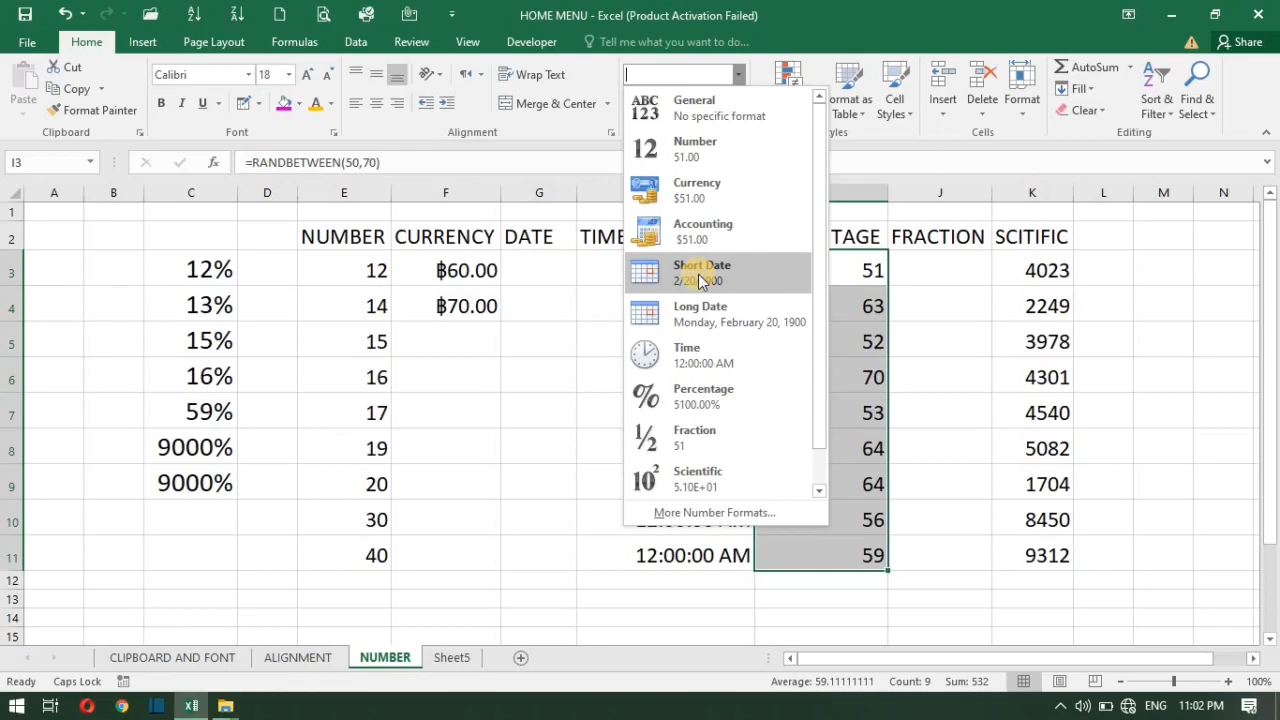 HOME MENU - Excel (Product Activation Failed)
File Home Insert Page Layout Formulas Data Review View Developer Tell me what you want to do... Share
Paste
Cut
Copy
Format Painter
Clipboard
Calibri 18
B I U
Font
Wrap Text
Merge & Center
Alignment
Format as
Table
Cell
Styles
Insert
Delete
Format
Cells
AutoSum
Fill
Clear
Sort &
Filter
Find &
Select
Editing
I3 fx =RANDBETWEEN(50,70)
ABC
123
General
No specific format
12
Number
51.00
Currency
$51.00
Accounting
$51.00
Short Date
Long Date
Monday, February 20, 1900
Time
12:00:00 AM
%
Percentage
5100.00%
½
Fraction
51
10²
Scientific
5.10E+01
More Number Formats...
A B C D E F G J K L M N
1
2 NUMBER CURRENCY DATE TIME TAGE FRACTION SCITIFIC
3 12% 12 ฿60.00 51 4023
4 13% 14 ฿70.00 63 2249
5 15% 15 52 3978
6 16% 16 70 4301
7 59% 17 53 4540
8 9000% 19 64 5082
9 9000% 20 64 1704
10 30 56 8450
11 40 12:00:00 AM 59 9312
12
13
14
15
CLIPBOARD AND FONT ALIGNMENT NUMBER Sheet5
Ready Caps Lock Average: 59.11111111 Count: 9 Sum: 532 100%
ENG 11:02 PM